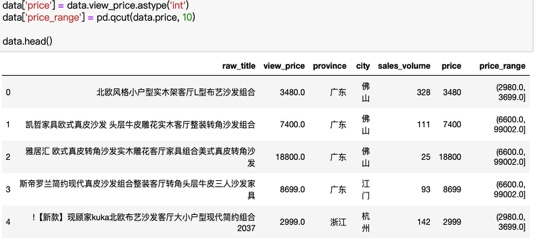 data['price'] = data.view_price.astype('int')
data['price_range'] = pd.qcut(data.price, 10)
data.head()
raw_title view_price province city sales_volume price price_range
0 北欧风格小户型实木架客厅L型布艺沙发组合 3480.0 广东 佛山 328 3480 (2980.0, 3699.0]
1 凯哲家具欧式真皮沙发 头层牛皮雕花实木客厅整装转角沙发组合 7400.0 广东 佛山 111 7400 (6600.0, 99002.0]
2 雅居汇 欧式真皮转角沙发实木雕花客厅家具组合美式真皮转角沙发 18800.0 广东 佛山 25 18800 (6600.0, 99002.0]
3 斯帝罗兰简约现代真皮沙发组合整装客厅转角头层牛皮三人沙发家具 8699.0 广东 江门 93 8699 (6600.0, 99002.0]
4 !【新款】现顾家kuka北欧布艺沙发客厅大小户型现代简约组合2037 2999.0 浙江 杭州 142 2999 (2980.0, 3699.0]